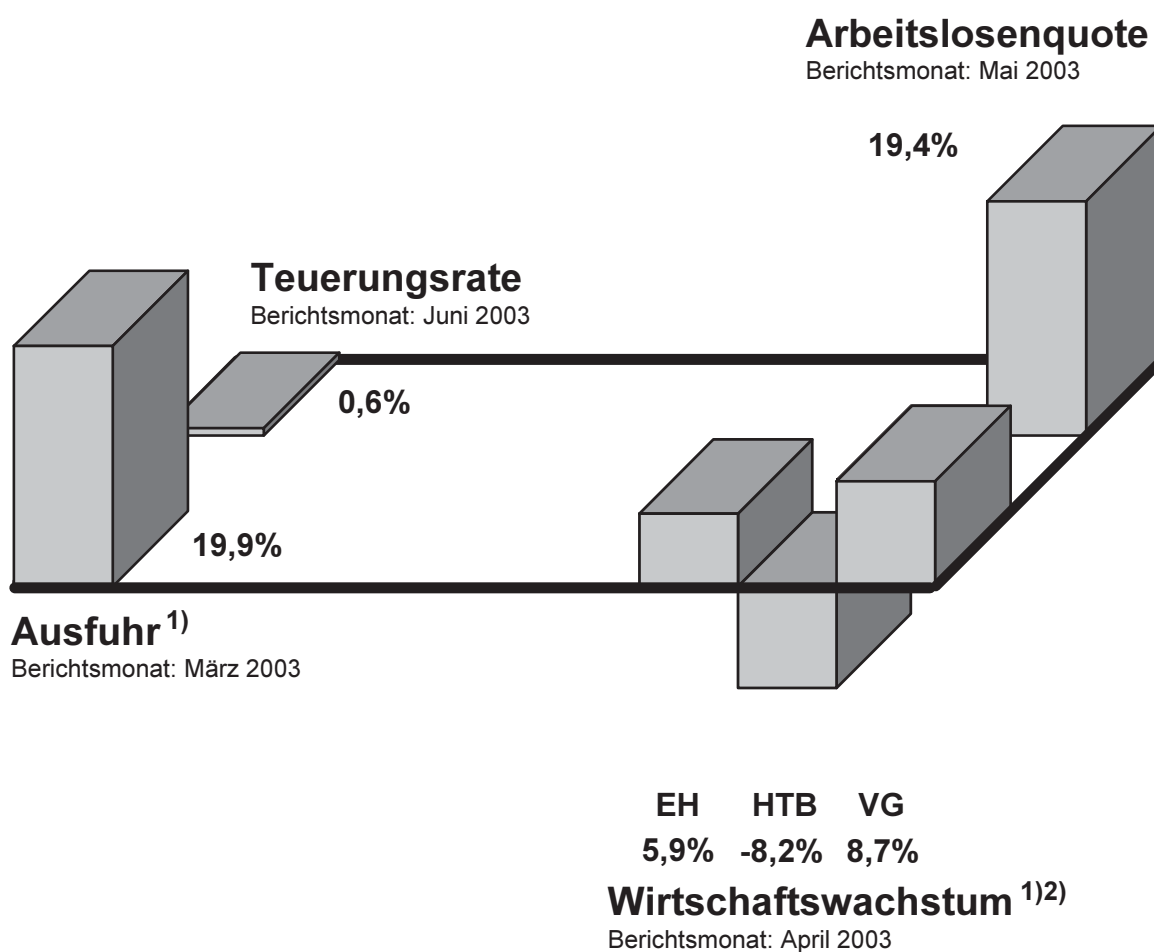 Arbeitslosenquote
Berichtsmonat: Mai 2003
19,4%
Teuerungsrate
Berichtsmonat: Juni 2003
0,6%
19,9%
Ausfuhr 1)
Berichtsmonat: März 2003
EH HTB VG
5,9% -8,2% 8,7%
Wirtschaftswachstum 1)2)
Berichtsmonat: April 2003